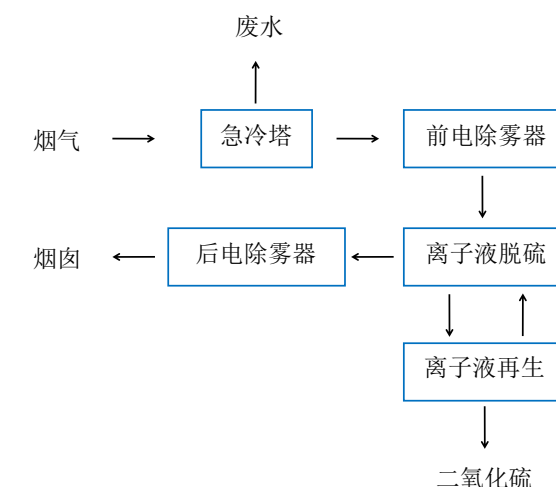 废水
烟气
急冷塔
前电除雾器
烟囱
后电除雾器
离子液脱硫
离子液再生
二氧化硫